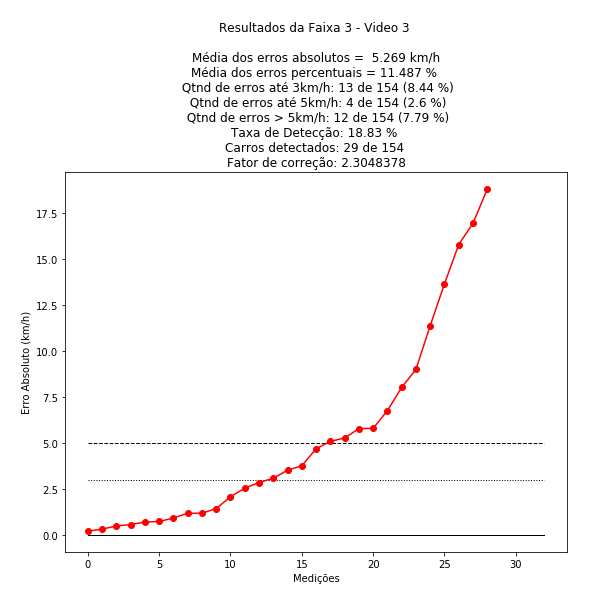 Resultados da Faixa 3 - Video 3
Média dos erros absolutos =  5.269 km/h
Média dos erros percentuais = 11.487 %
Qtnd de erros até 3km/h: 13 de 154 (8.44 %)
Qtnd de erros até 5km/h: 4 de 154 (2.6 %)
Qtnd de erros > 5km/h: 12 de 154 (7.79 %)
Taxa de Detecção: 18.83 %
Carros detectados: 29 de 154
Fator de correção: 2.3048378
17.5
15.0
12.5
10.0
7.5
5.0
2.5
0.0
Erro Absoluto (km/h)
0 5 10 15 20 25 30
Medições